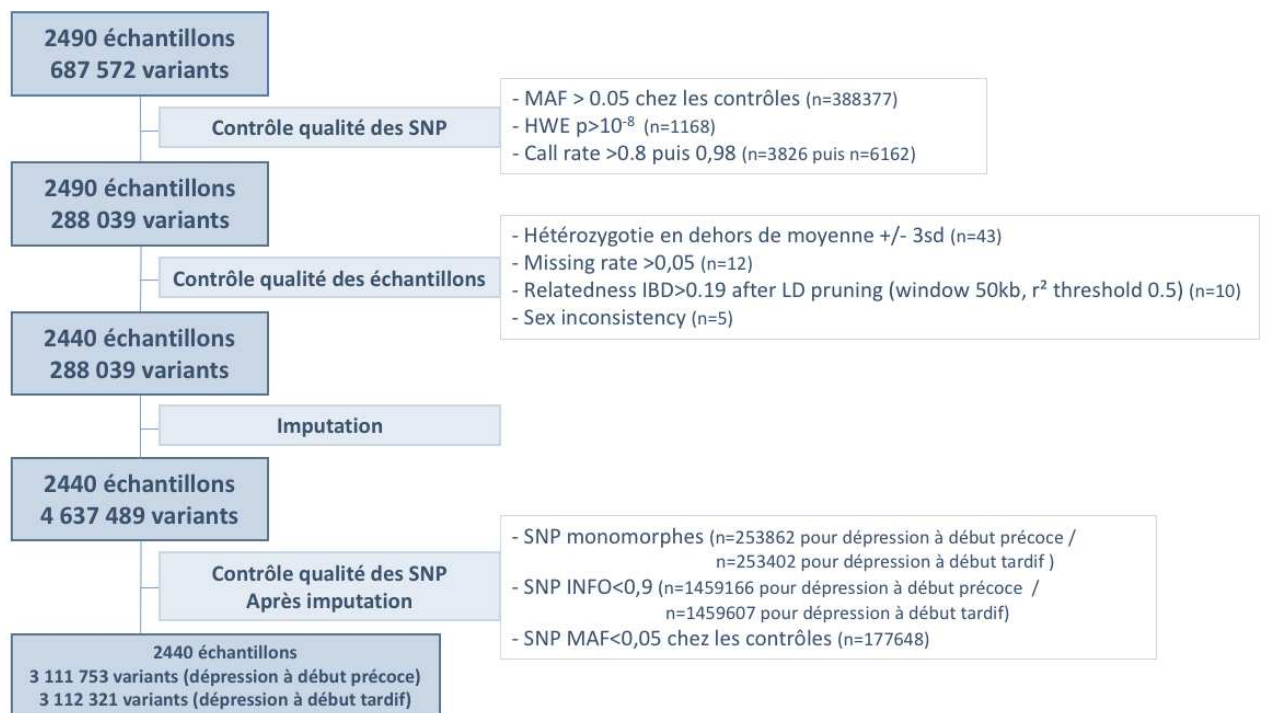 2490 échantillons
687 572 variants
Contrôle qualité des SNP
- MAF > 0.05 chez les contrôles (n=388377)
- HWE p>10⁻⁸ (n=1168)
- Call rate >0.8 puis 0,98 (n=3826 puis n=6162)
2490 échantillons
288 039 variants
Contrôle qualité des échantillons
- Hétérozygotie en dehors de moyenne +/- 3sd (n=43)
- Missing rate >0,05 (n=12)
- Relatedness IBD>0.19 after LD pruning (window 50kb, r² threshold 0.5) (n=10)
- Sex inconsistency (n=5)
2440 échantillons
288 039 variants
Imputation
2440 échantillons
4 637 489 variants
Contrôle qualité des SNP
Après imputation
- SNP monomorphes (n=253862 pour dépression à début précoce /
n=253402 pour dépression à début tardif )
- SNP INFO<0,9 (n=1459166 pour dépression à début précoce /
n=1459607 pour dépression à début tardif)
- SNP MAF<0,05 chez les contrôles (n=177648)
2440 échantillons
3 111 753 variants (dépression à début précoce)
3 112 321 variants (dépression à début tardif)